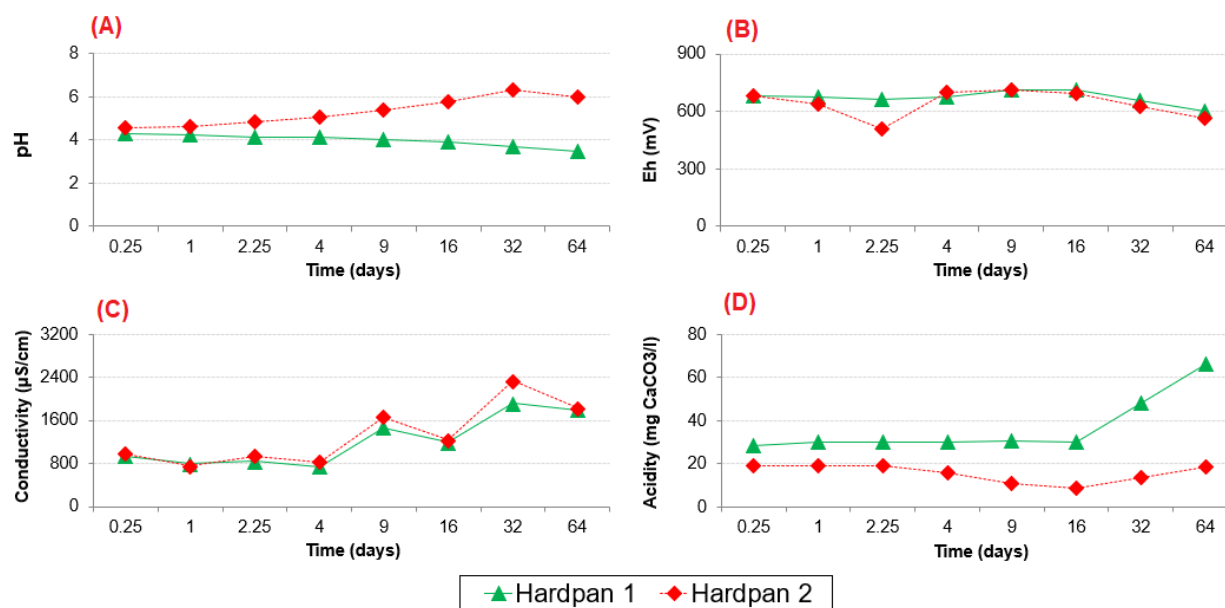 (A)
8
6
4
2
0
pH
0.25 1 2.25 4 9 16 32 64
Time (days)
(B)
900
600
300
0
Eh (mV)
0.25 1 2.25 4 9 16 32 64
Time (days)
(C)
3200
2400
1600
800
0
Conductivity (µS/cm)
0.25 1 2.25 4 9 16 32 64
Time (days)
(D)
80
60
40
20
0
Acidity (mg CaCO3/l)
0.25 1 2.25 4 9 16 32 64
Time (days)
Hardpan 1 Hardpan 2